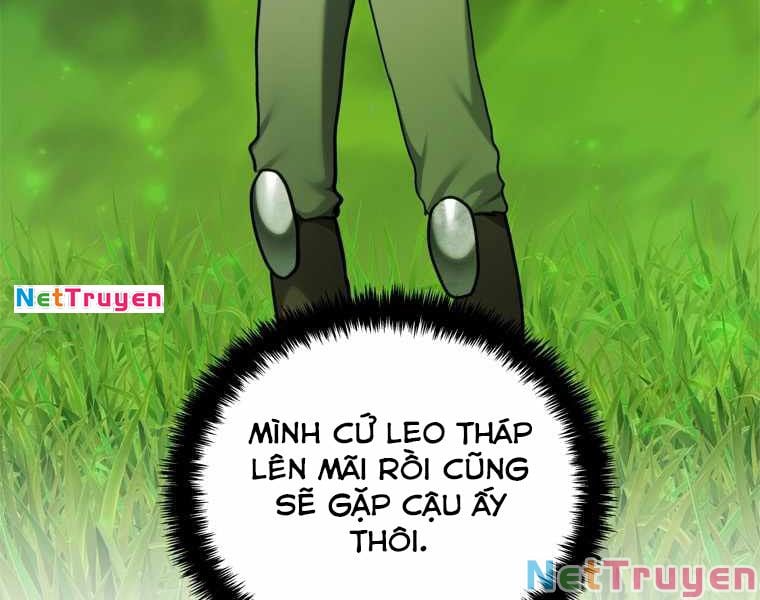 NetTruyen
MÌNH CỨ LEO THÁP
LÊN MÃI RỒI CŨNG
SẼ GẶP CẬU ẤY
THÔI.
NetTruyen